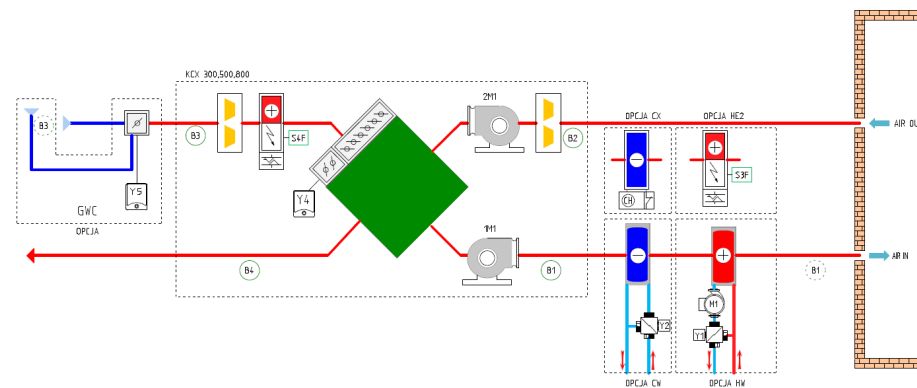 KCX 300,500,800
2M1
B3
B3
S4F
B2
OPCJA CX
OPCJA HE2
AIR OU
S3F
CH
Y5
Y4
GWC
OPCJA
1M1
B4
B1
B1
AIR IN
M1
Y2
Y1
OPCJA CW
OPCJA HW